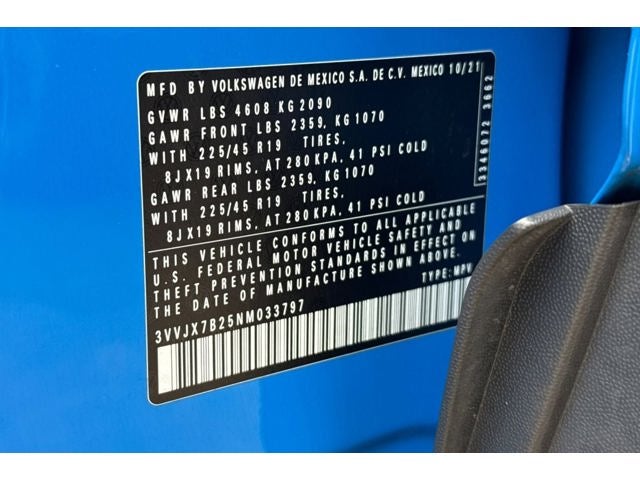 MFD BY VOLKSWAGEN DE MEXICO S.A. DE C.V. MEXICO 10/21
GVWR LBS 4608 KG 2090
GAWR FRONT LBS 2359, KG 1070
WITH 225/45 R19 TIRES,
8JX19 RIMS, AT 280 KPA, 41 PSI COLD
GAWR REAR LBS 2359, KG 1070
WITH 225/45 R19 TIRES,
8JX19 RIMS, AT 280 KPA, 41 PSI COLD
THIS VEHICLE CONFORMS TO ALL APPLICABLE
U.S. FEDERAL MOTOR VEHICLE SAFETY AND
THEFT PREVENTION STANDARDS IN EFFECT ON
THE DATE OF MANUFACTURE SHOWN ABOVE.
TYPE: MPV
3VVJX7B25NM033797
3346072 3662